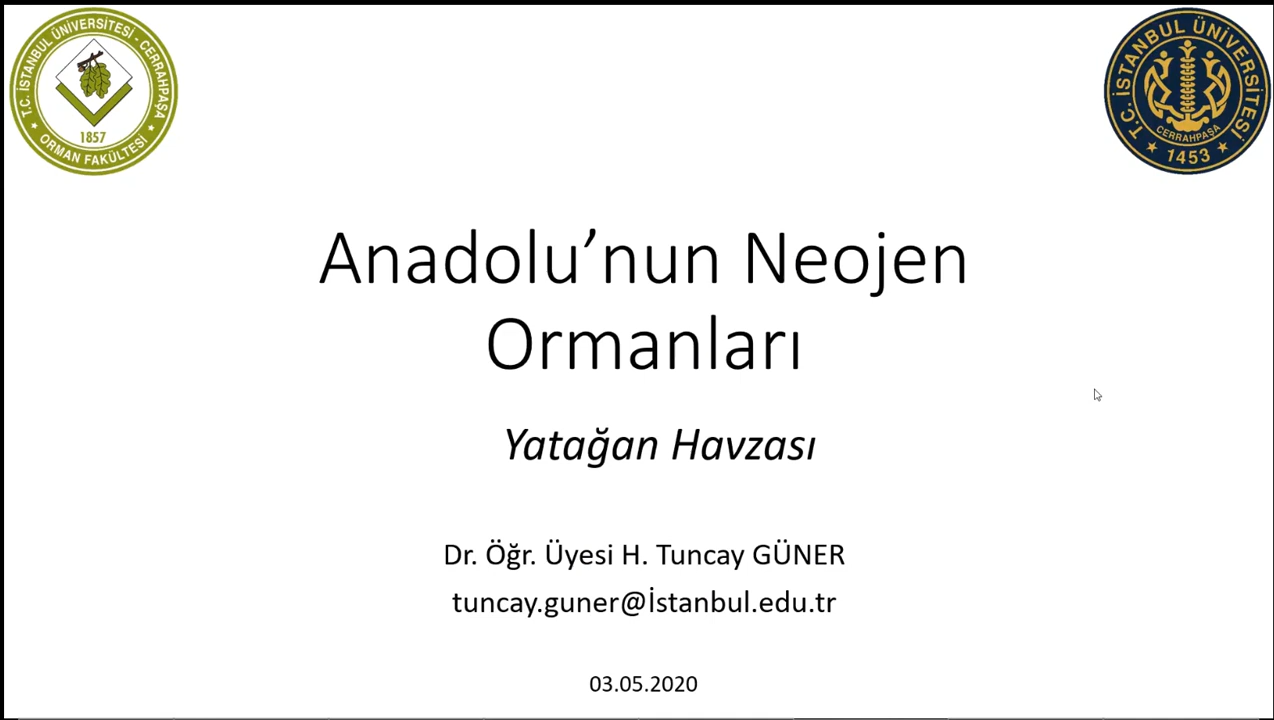 T.C. İSTANBUL ÜNİVERSİTESİ - CERRAHPAŞA
1857
ORMAN FAKÜLTESİ
T.C. İSTANBUL ÜNİVERSİTESİ
CERRAHPAŞA
1453
Anadolu’nun Neojen
Ormanları
Yatağan Havzası
Dr. Öğr. Üyesi H. Tuncay GÜNER
tuncay.guner@İstanbul.edu.tr
03.05.2020